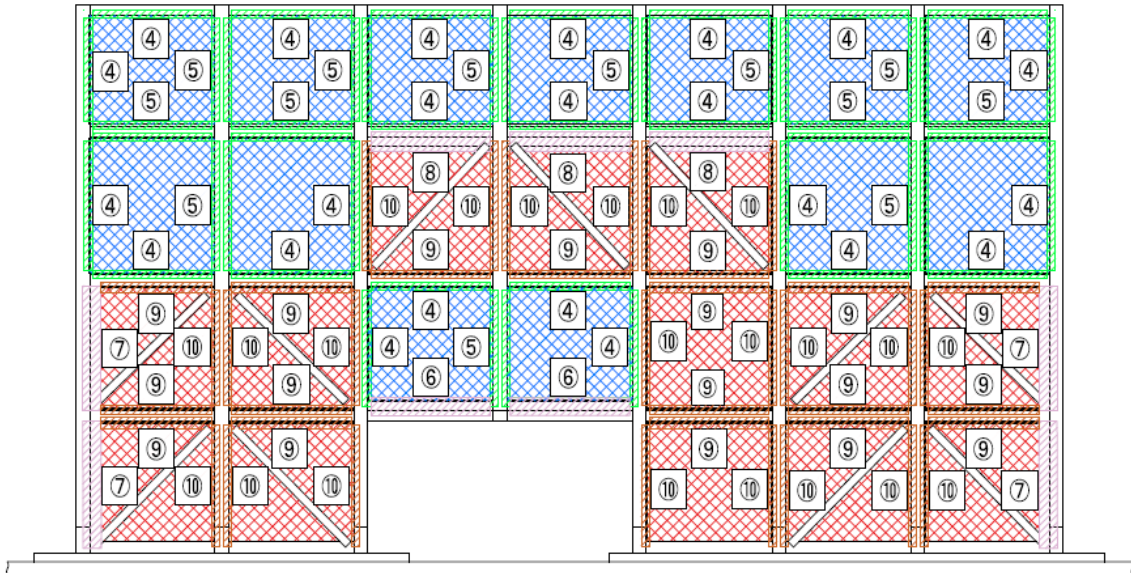 ④ ④ ④ ④ ④ ④ ④
④ ⑤ ⑤ ⑤ ⑤ ⑤ ⑤ ④
⑤ ⑤ ④ ④ ④ ⑤ ⑤
⑧ ⑧ ⑧
④ ⑤ ④ ⑩ ⑩ ⑩ ⑩ ⑩ ④ ⑤ ④
④ ④ ⑨ ⑨ ⑨ ④ ④
⑨ ⑨ ④ ④ ⑨ ⑨ ⑨
⑦ ⑩ ⑩ ⑩ ④ ⑤ ④ ⑩ ⑩ ⑩ ⑩ ⑩ ⑦
⑨ ⑨ ⑥ ⑥ ⑨ ⑨ ⑨
⑨ ⑨ ⑨ ⑨ ⑨
⑦ ⑩ ⑩ ⑩ ⑩ ⑩ ⑩ ⑩ ⑩ ⑦